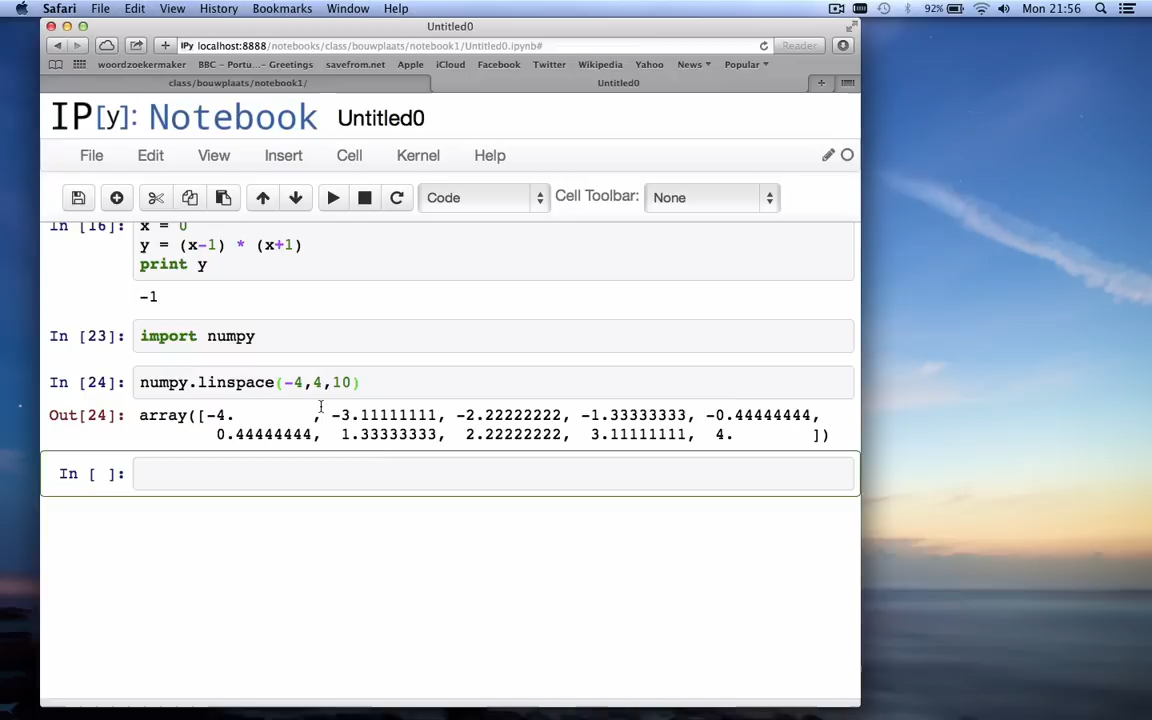 Safari File Edit View History Bookmarks Window Help 92% Mon 21:56
Untitled0
IPy localhost:8888/notebooks/class/bouwplaats/notebook1/Untitled0.ipynb# Reader
woordzoekermaker BBC – Portu...– Greetings savefrom.net Apple iCloud Facebook Twitter Wikipedia Yahoo News Popular
class/bouwplaats/notebook1/ Untitled0
IP[y]: Notebook Untitled0
File Edit View Insert Cell Kernel Help
Code Cell Toolbar: None
In [16]: x = 0
y = (x-1) * (x+1)
print y
-1
In [23]: import numpy
In [24]: numpy.linspace(-4,4,10)
Out[24]: array([-4. , -3.11111111, -2.22222222, -1.33333333, -0.44444444,
0.44444444, 1.33333333, 2.22222222, 3.11111111, 4. ])
In [ ]: